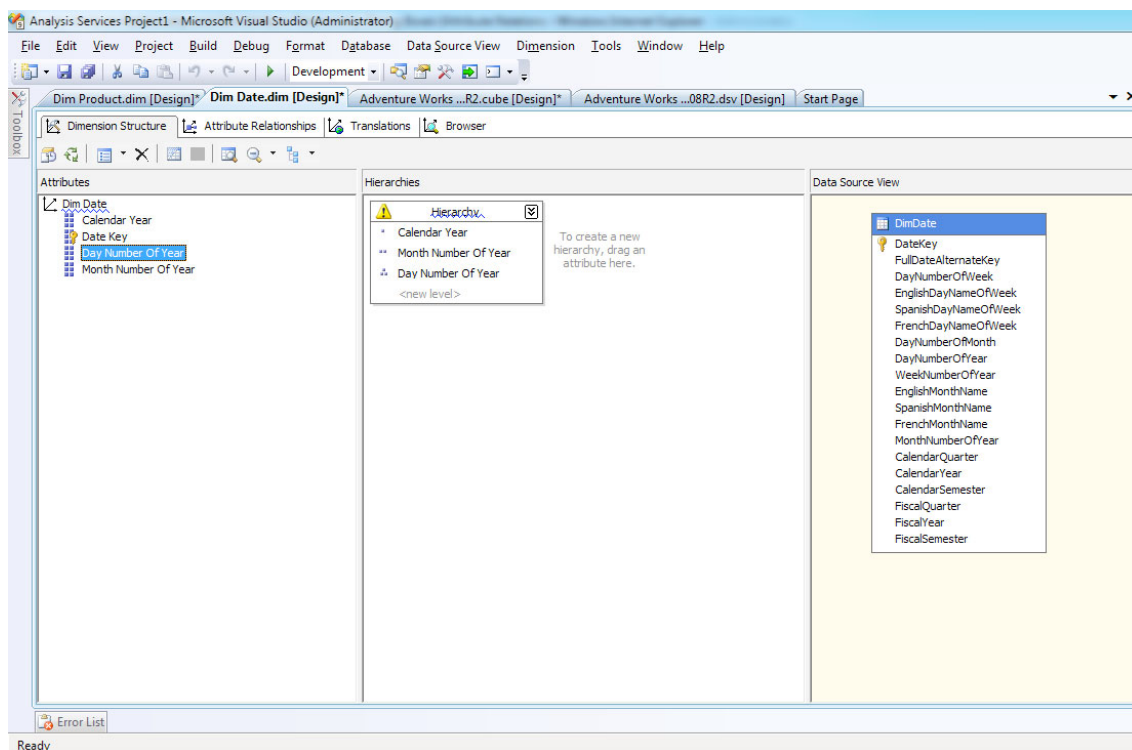 Analysis Services Project1 - Microsoft Visual Studio (Administrator)
File Edit View Project Build Debug Format Database Data Source View Dimension Tools Window Help
Development
Toolbox
Dim Product.dim [Design]* Dim Date.dim [Design]* Adventure Works ...R2.cube [Design]* Adventure Works ...08R2.dsv [Design] Start Page
Dimension Structure Attribute Relationships Translations Browser
Attributes
Dim Date
Calendar Year
Date Key
Day Number Of Year
Month Number Of Year
Hierarchies
Hierarchy
Calendar Year
Month Number Of Year
Day Number Of Year
<new level>
To create a new
hierarchy, drag an
attribute here.
Data Source View
DimDate
DateKey
FullDateAlternateKey
DayNumberOfWeek
EnglishDayNameOfWeek
SpanishDayNameOfWeek
FrenchDayNameOfWeek
DayNumberOfMonth
DayNumberOfYear
WeekNumberOfYear
EnglishMonthName
SpanishMonthName
FrenchMonthName
MonthNumberOfYear
CalendarQuarter
CalendarYear
CalendarSemester
FiscalQuarter
FiscalYear
FiscalSemester
Error List
Ready